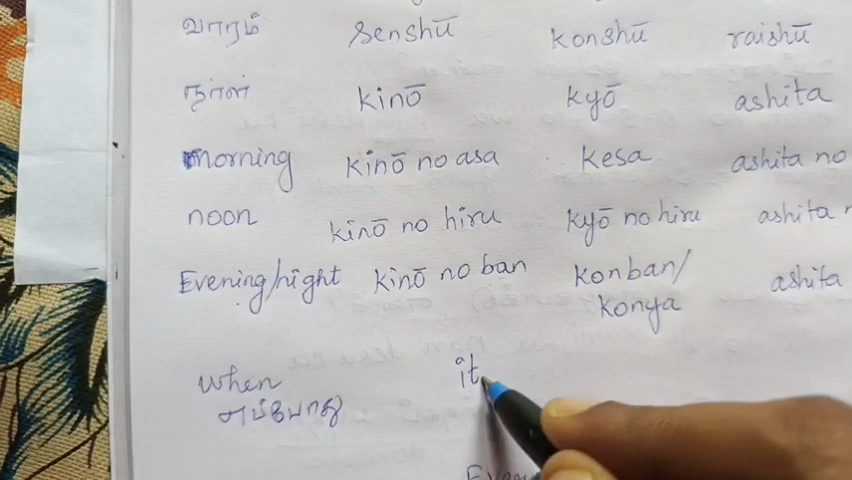 வாரம் senshū konshū raishū
நாள் kinō kyō ashita
morning kinō no asa kesa ashita no
noon kinō no hiru kyō no hiru ashita n
Evening/night kinō no ban konban/ ashita
konya
When it
எப்போது
Even